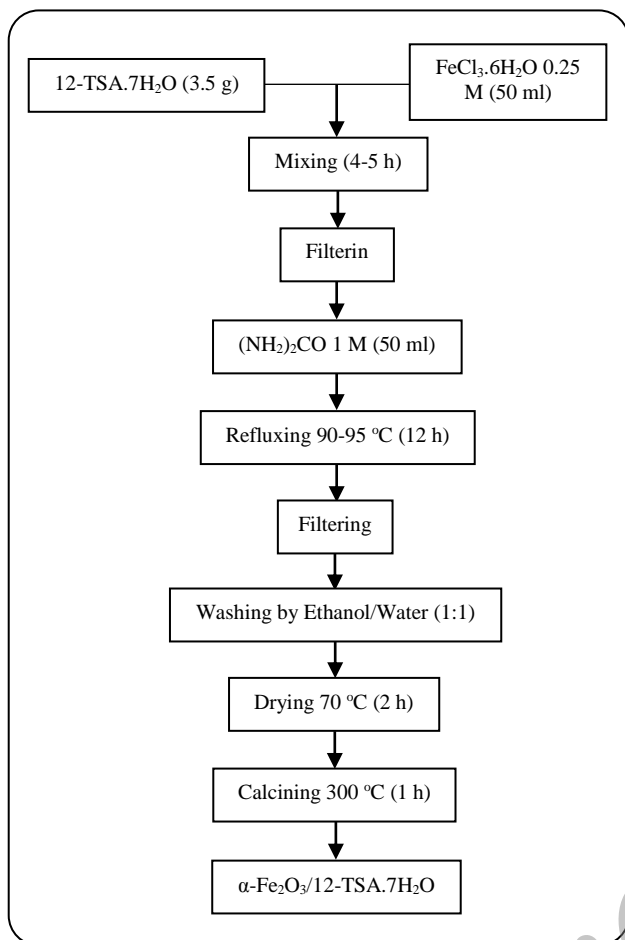 12-TSA.7H₂O (3.5 g)
FeCl₃.6H₂O 0.25
M (50 ml)
Mixing (4-5 h)
Filterin
(NH₂)₂CO 1 M (50 ml)
Refluxing 90-95 ºC (12 h)
Filtering
Washing by Ethanol/Water (1:1)
Drying 70 ºC (2 h)
Calcining 300 ºC (1 h)
α-Fe₂O₃/12-TSA.7H₂O